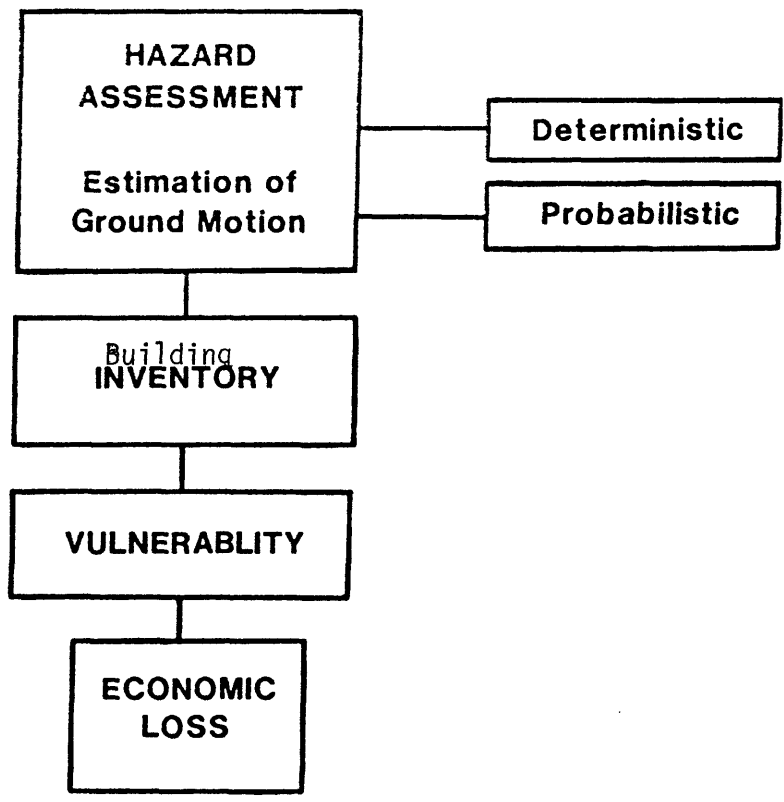 HAZARD
ASSESSMENT
Estimation of
Ground Motion
Deterministic
Probabilistic
Building
INVENTORY
VULNERABLITY
ECONOMIC
LOSS